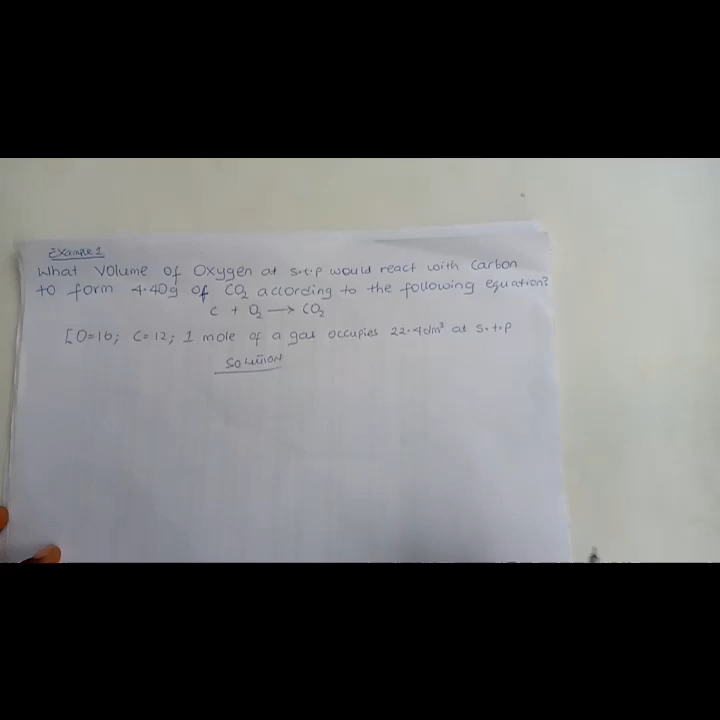 Example 1
What volume of Oxygen at s.t.p would react with Carbon
to form 4.40g of CO₂ according to the following equation?
C + O₂ → CO₂
[O=16; C=12; 1 mole of a gas occupies 22.4dm³ at s.t.p
SOLUTION